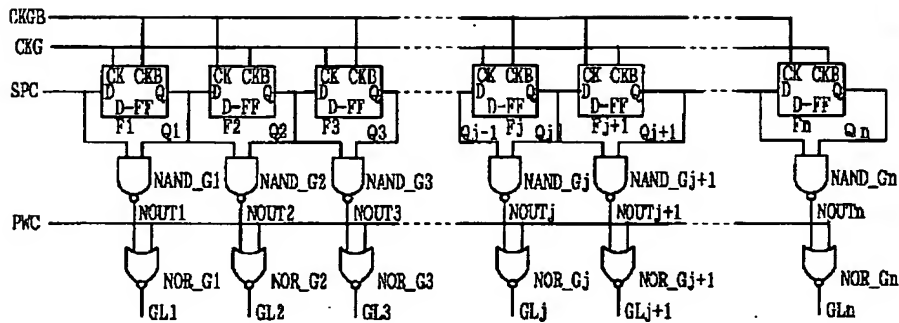 CKGB
CKG
CK CKB CK CKB CK CKB CK CKB CK CKB CK CKB
SPC D Q D Q D Q D Q D Q D Q
D-FF D-FF D-FF D-FF D-FF D-FF
F1 Q1 F2 Q2 F3 Q3 Qj-1 Fj Qj Fj+1 Qj+1 Fn Qn
NAND_G1 NAND_G2 NAND_G3 NAND_Gj NAND_Gj+1 NAND_Gn
NOUT1 NOUT2 NOUT3 NOUTj NOUTj+1 NOUTn
PWC
NOR_G1 NOR_G2 NOR_G3 NOR_Gj NOR_Gj+1 NOR_Gn
GL1 GL2 GL3 GLj GLj+1 GLn